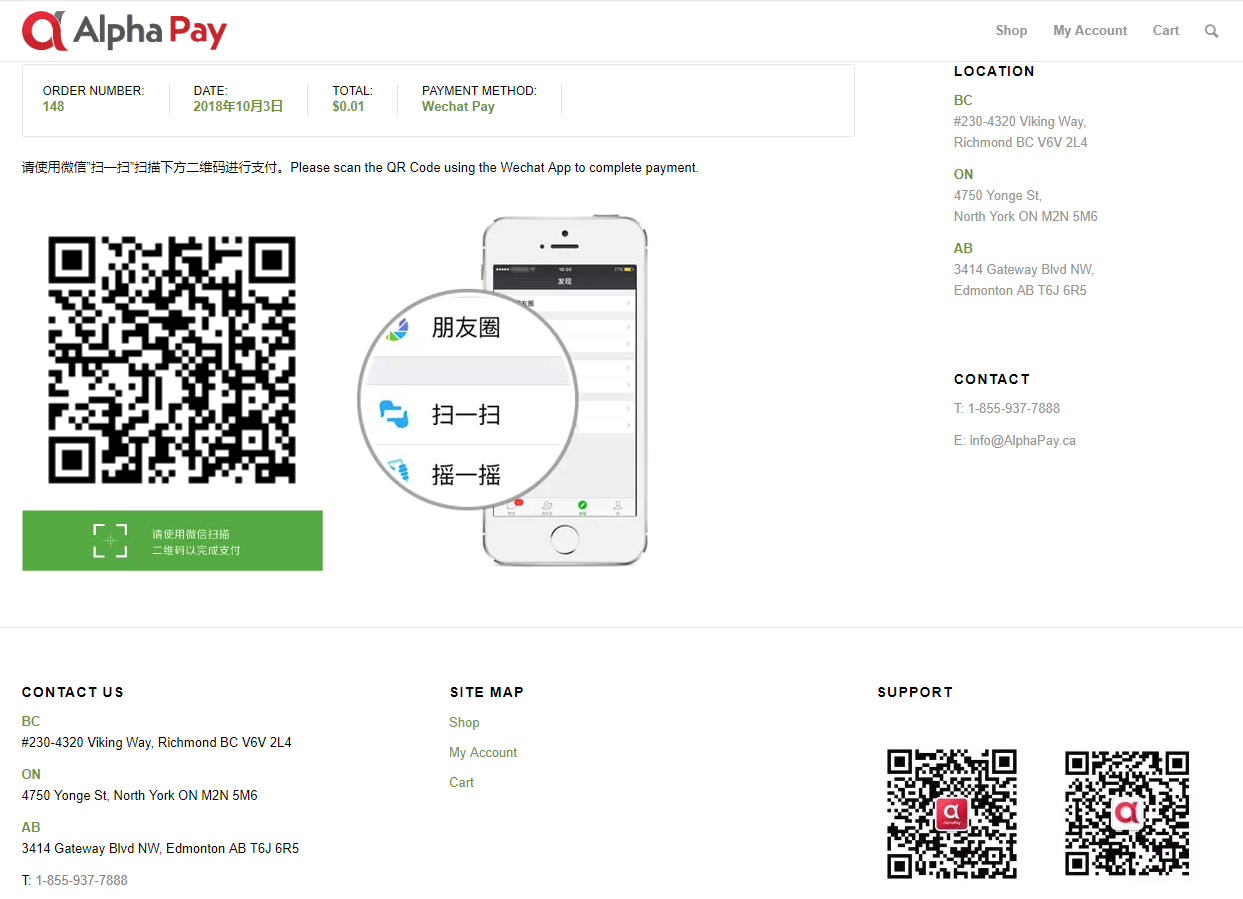 Alpha Pay
Shop
My Account
Cart
ORDER NUMBER:
148
DATE:
2018年10月3日
TOTAL:
$0.01
PAYMENT METHOD:
Wechat Pay
请使用微信”扫一扫”扫描下方二维码进行支付。Please scan the QR Code using the Wechat App to complete payment.
16:00
77%
发现
朋友圈
扫一扫
摇一摇
请使用微信扫描
二维码以完成支付
LOCATION
BC
#230-4320 Viking Way,
Richmond BC V6V 2L4
ON
4750 Yonge St,
North York ON M2N 5M6
AB
3414 Gateway Blvd NW,
Edmonton AB T6J 6R5
CONTACT
T: 1-855-937-7888
E: info@AlphaPay.ca
CONTACT US
BC
#230-4320 Viking Way, Richmond BC V6V 2L4
ON
4750 Yonge St, North York ON M2N 5M6
AB
3414 Gateway Blvd NW, Edmonton AB T6J 6R5
T: 1-855-937-7888
SITE MAP
Shop
My Account
Cart
SUPPORT
AlphaPay